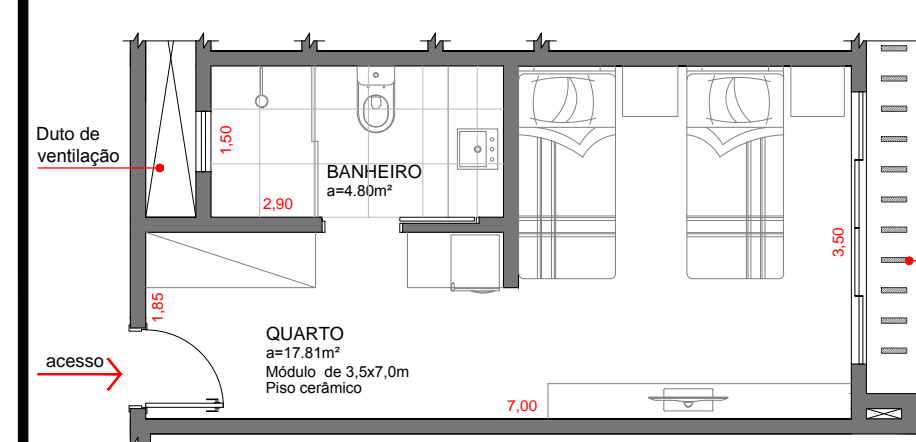 Duto de
ventilação
1,50
BANHEIRO
a=4.80m²
2,90
3,50
1,85
QUARTO
a=17.81m²
Módulo de 3,5x7,0m
Piso cerâmico
acesso
7,00